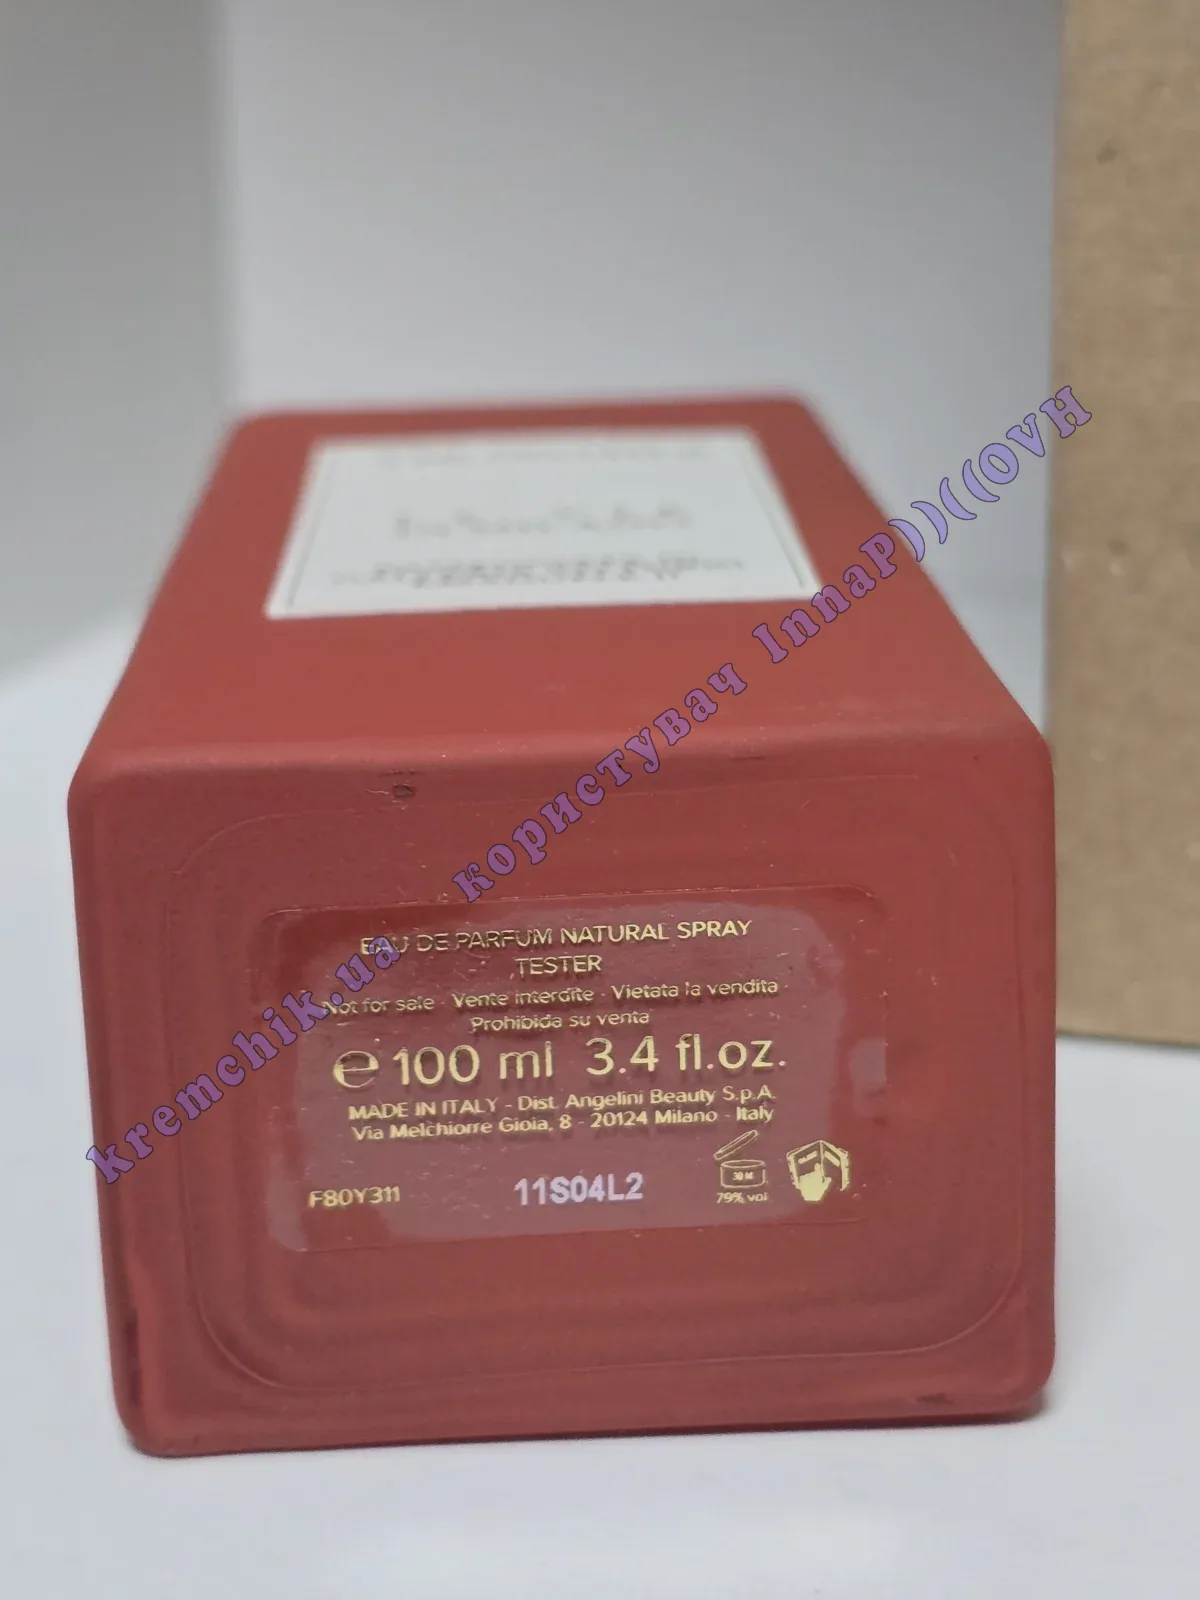 EAU DE PARFUM NATURAL SPRAY
TESTER
Not for sale - Vente interdite - Vietata la vendita -
Prohibida su venta
℮ 100 ml 3.4 fl.oz.
MADE IN ITALY - Dist. Angelini Beauty S.p.A.
Via Melchiorre Gioia, 8 - 20124 Milano - Italy
30 M
79% vol
F80Y311
11S04L2
kremchik.ua користувач InnaP))((OVH